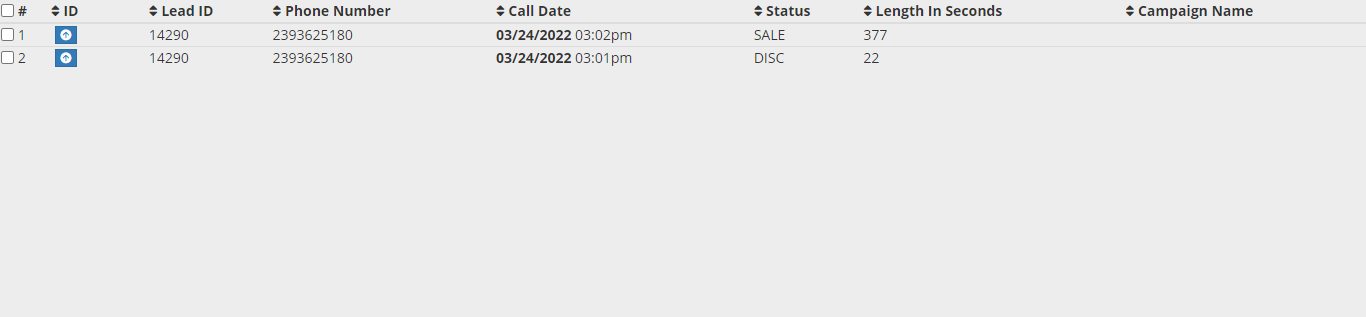 # ID Lead ID Phone Number Call Date Status Length In Seconds Campaign Name
1 14290 2393625180 03/24/2022 03:02pm SALE 377
2 14290 2393625180 03/24/2022 03:01pm DISC 22